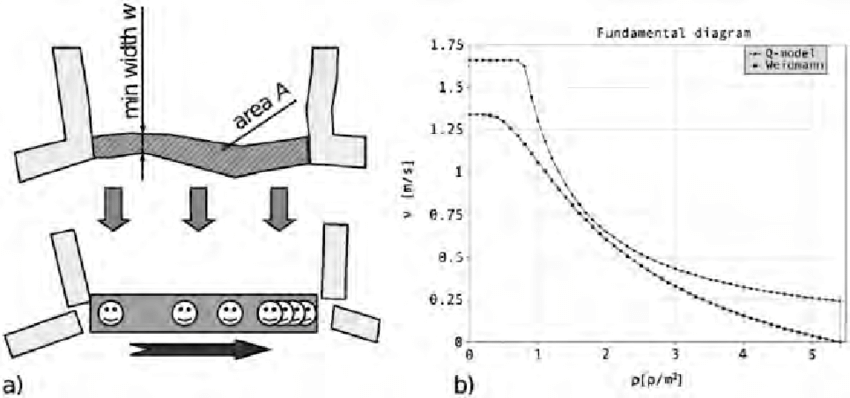 min width w
area A
a)
Fundamental diagram
Q-model
Weidmann
1.75
1.5
1.25
1
0.75
0.5
0.25
0
v [m/s]
0 1 2 3 4 5
ρ[p/m²]
b)